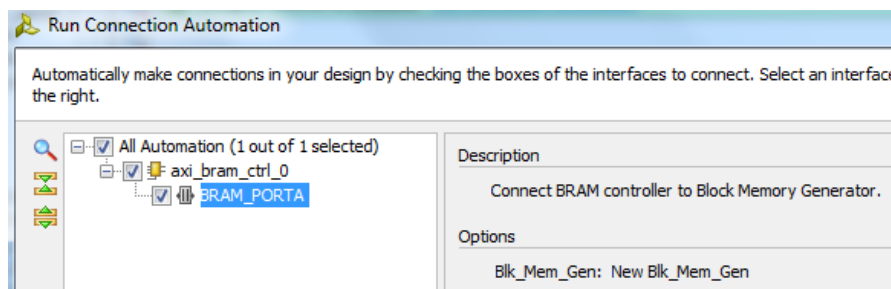 Run Connection Automation
Automatically make connections in your design by checking the boxes of the interfaces to connect. Select an interface
the right.
All Automation (1 out of 1 selected)
axi_bram_ctrl_0
BRAM_PORTA
Description
Connect BRAM controller to Block Memory Generator.
Options
Blk_Mem_Gen: New Blk_Mem_Gen